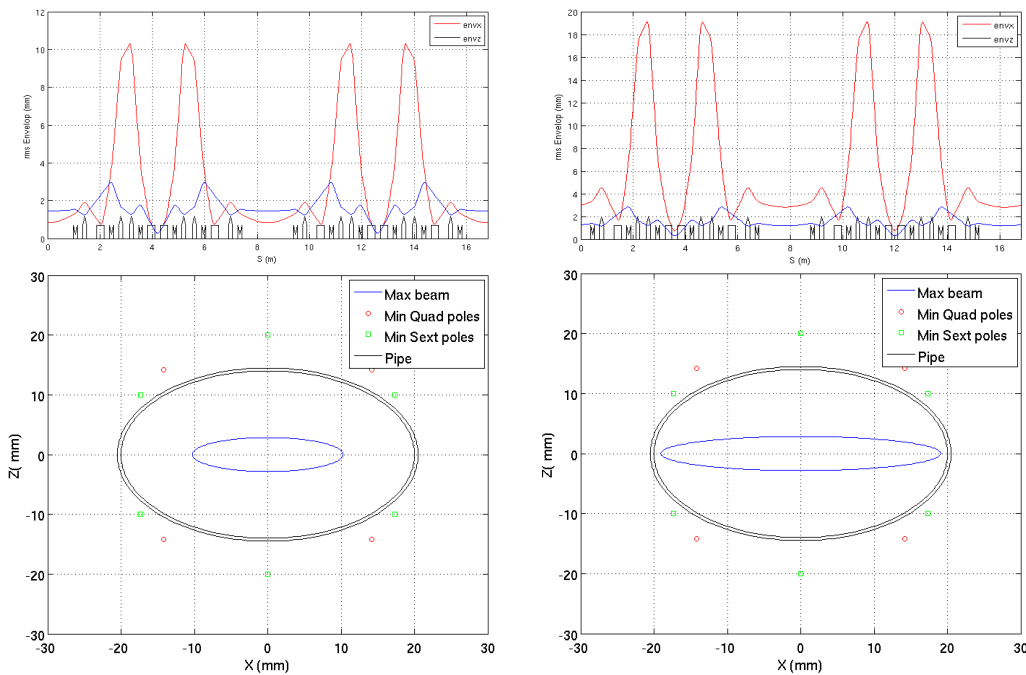 12
10
8
6
4
2
0
rms Envelop (mm)
envx
envz
0 2 4 6 8 10 12 14 16
S (m)
20
18
16
14
12
10
8
6
4
2
0
rms Envelop (mm)
envx
envz
0 2 4 6 8 10 12 14 16
S (m)
30
20
10
0
-10
-20
-30
Z( mm)
Max beam
Min Quad poles
Min Sext poles
Pipe
-30 -20 -10 0 10 20 30
X (mm)
30
20
10
0
-10
-20
-30
Z( mm)
Max beam
Min Quad poles
Min Sext poles
Pipe
-30 -20 -10 0 10 20 30
X (mm)